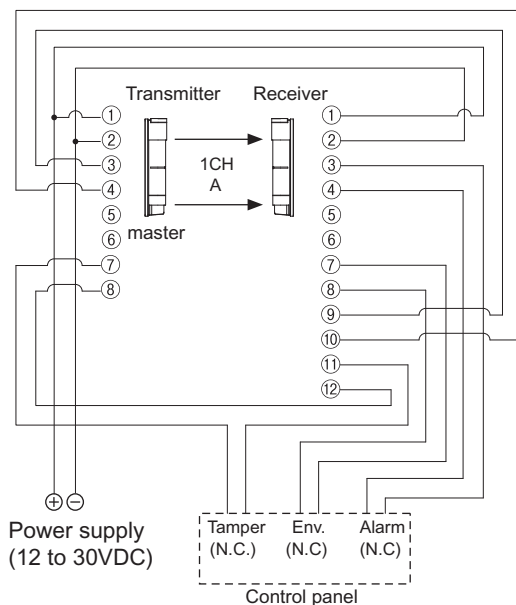 Transmitter
Receiver
① ② ③ ④ ⑤ ⑥ ⑦ ⑧
1CH
A
master
① ② ③ ④ ⑤ ⑥ ⑦ ⑧ ⑨ ⑩ ⑪ ⑫
⊕ ⊖
Power supply
(12 to 30VDC)
Tamper
(N.C.)
Env.
(N.C)
Alarm
(N.C)
Control panel